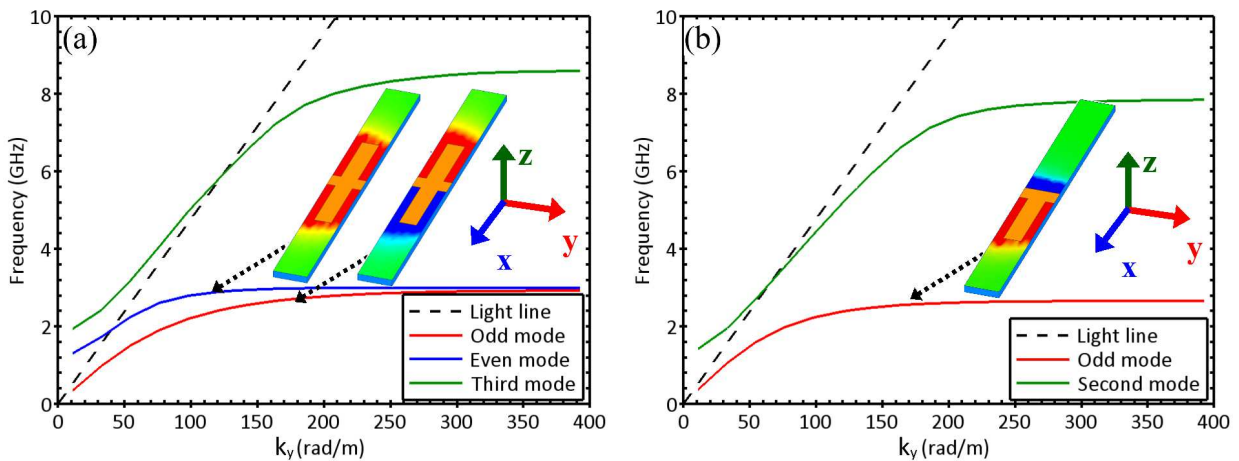 (a)
Frequency (GHz)
10
8
6
4
2
0
0 50 100 150 200 250 300 350 400
ky (rad/m)
z
y
x
Light line
Odd mode
Even mode
Third mode
(b)
Frequency (GHz)
10
8
6
4
2
0
0 50 100 150 200 250 300 350 400
ky (rad/m)
z
y
x
Light line
Odd mode
Second mode